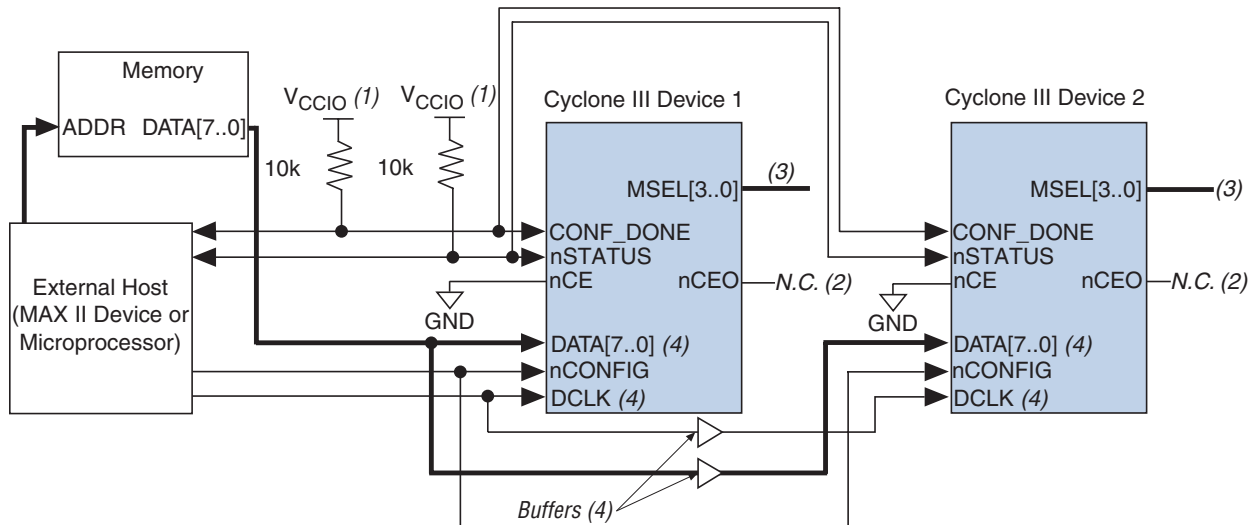 Memory
ADDR DATA[7..0]
VCCIO (1)
VCCIO (1)
10k
10k
Cyclone III Device 1
MSEL[3..0]
(3)
CONF_DONE
nSTATUS
nCE
nCEO
N.C. (2)
GND
DATA[7..0] (4)
nCONFIG
DCLK (4)
External Host
(MAX II Device or
Microprocessor)
Cyclone III Device 2
MSEL[3..0]
(3)
CONF_DONE
nSTATUS
nCE
nCEO
N.C. (2)
GND
DATA[7..0] (4)
nCONFIG
DCLK (4)
Buffers (4)